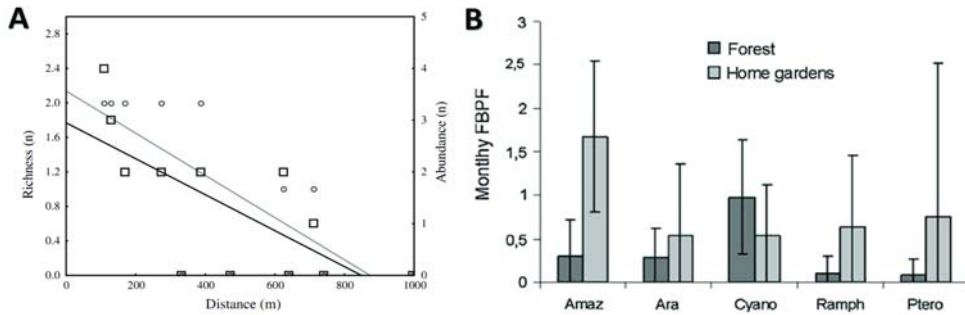 A
Richness (n)
2.8
2.4
2.0
1.6
1.2
0.8
0.4
0.0
5
4
3
2
1
0
Abundance (n)
0 200 400 600 800 1000
Distance (m)
B
Montlhy FBPF
3
2,5
2
1,5
1
0,5
0
Forest
Home gardens
Amaz Ara Cyano Ramph Ptero